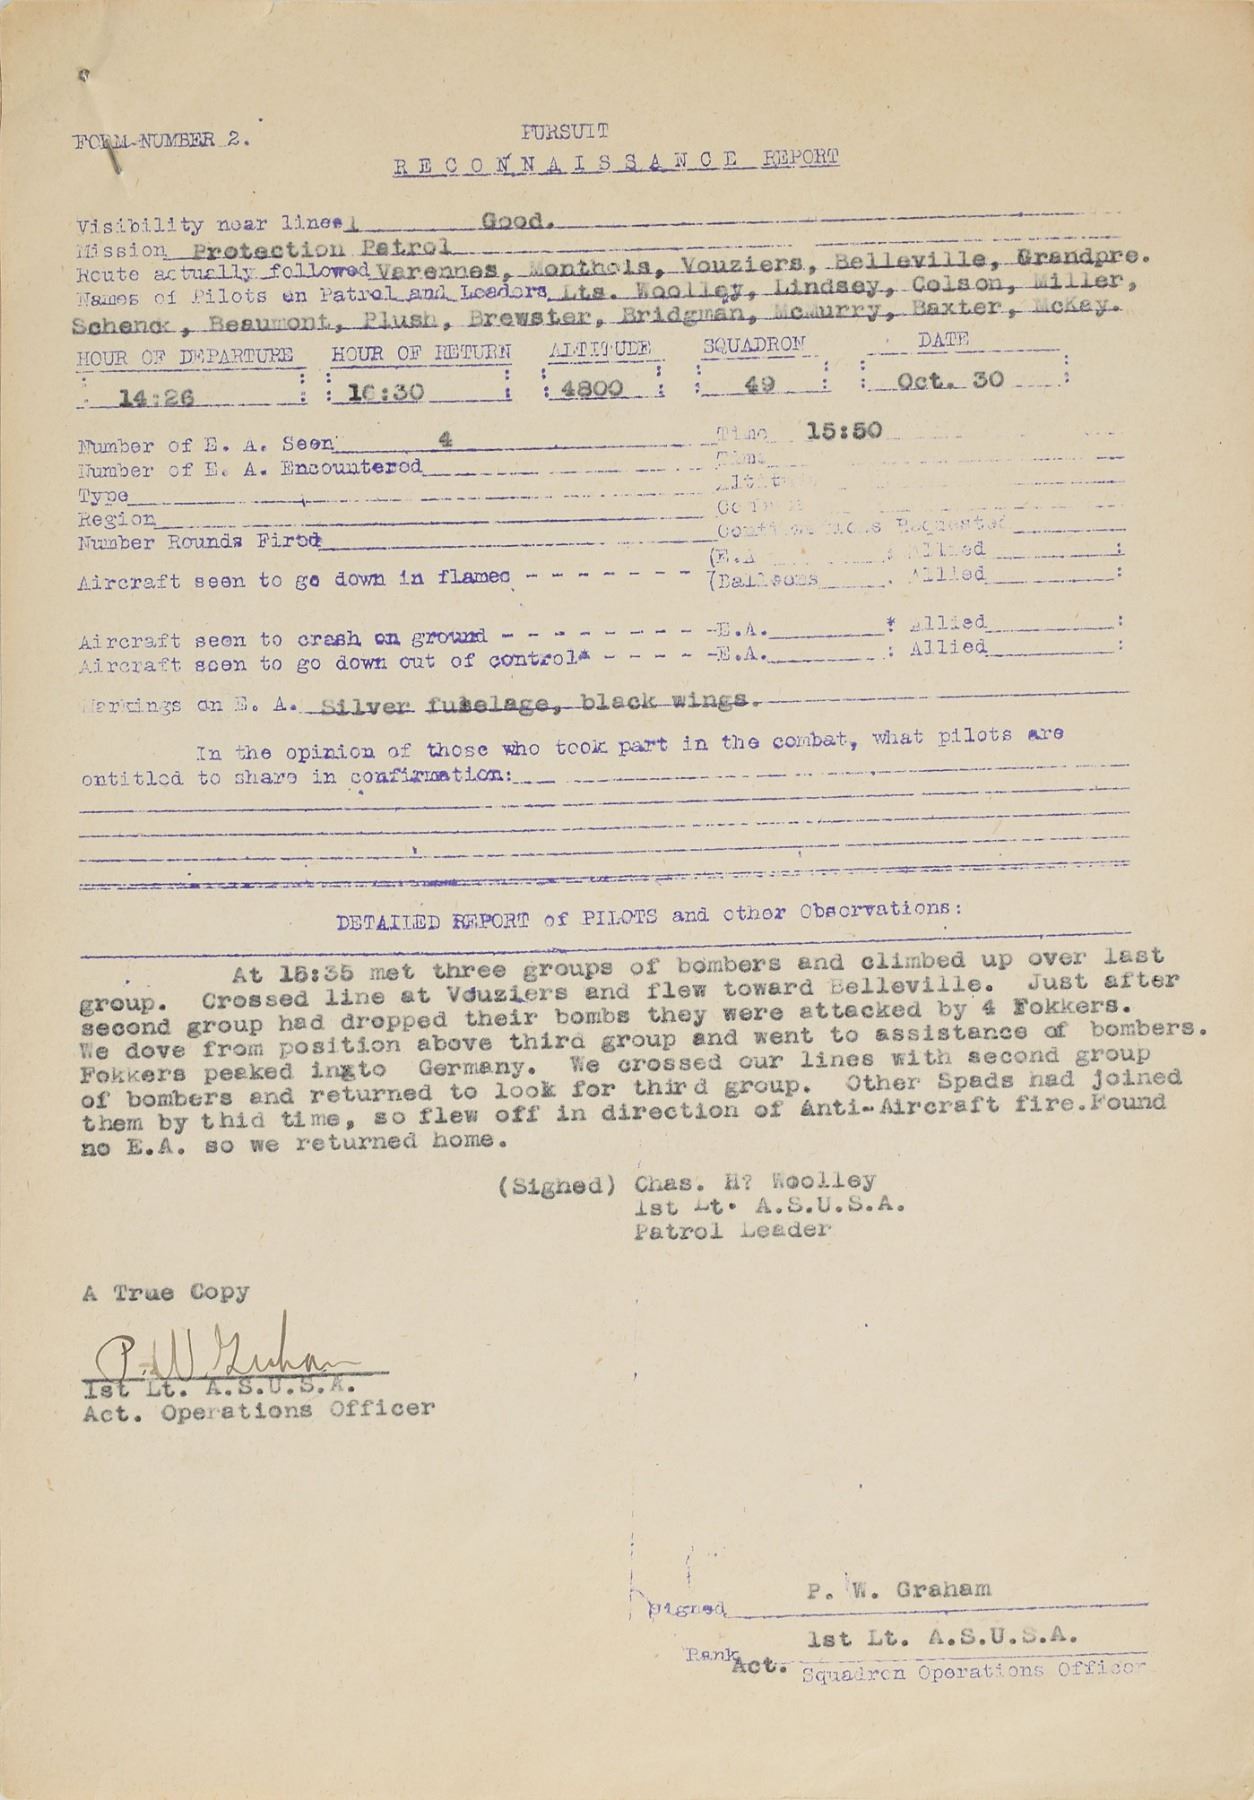 FORM NUMBER 2.
PURSUIT
RECONNAISSANCE REPORT
Visibility near lines1 Good.
Mission Protection Patrol
Route actually followed Varennes, Monthois, Vouziers, Belleville, Grandpre.
Names of Pilots on Patrol and Leaders Lts. Woolley, Lindsey, Colson, Miller,
Schenck, Beaumont, Plush, Brewster, Bridgman, McMurry, Baxter, McKay.
HOUR OF DEPARTURE HOUR OF RETURN ALTITUDE SQUADRON DATE
: 14:26 : : 16:30 : : 4800 : : 49 : : Oct. 30 :
Number of E. A. Seen 4 Time 15:50
Number of E. A. Encountered Time
Type Altitude
Region
Number Rounds Fired Confirmations Requested
(E.A. : Allied :
Aircraft seen to go down in flames - - - - - - - - (Balloons : Allied :
Aircraft seen to crash on ground - - - - - - - - -E.A. : Allied :
Aircraft seen to go down out of control* - - - - -E.A. : Allied :
Markings on E. A. Silver fuselage, black wings.
In the opinion of those who took part in the combat, what pilots are
entitled to share in confirmation:
DETAILED REPORT of PILOTS and other Observations:
At 15:35 met three groups of bombers and climbed up over last
group. Crossed line at Vouziers and flew toward Belleville. Just after
second group had dropped their bombs they were attacked by 4 Fokkers.
We dove from position above third group and went to assistance of bombers.
Fokkers peaked inxto Germany. We crossed our lines with second group
of bombers and returned to look for third group. Other Spads had joined
them by thid time, so flew off in direction of Anti-Aircraft fire.Found
no E.A. so we returned home.
(Signed) Chas. H? Woolley
1st Lt. A.S.U.S.A.
Patrol Leader
A True Copy
P. W. Graham
1st Lt. A.S.U.S.A.
Act. Operations Officer
Signed P. W. Graham
Rank 1st Lt. A.S.U.S.A.
Act. Squadron Operations Officer